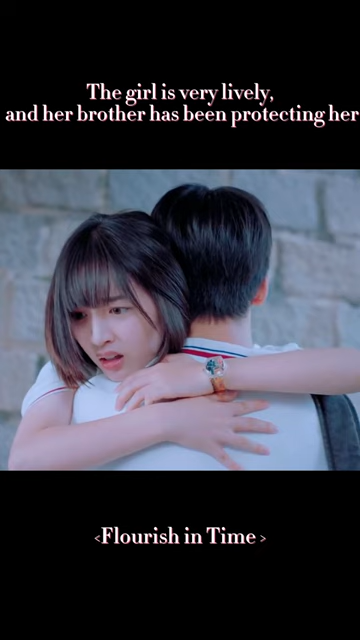 The girl is very lively,
and her brother has been protecting her
<Flourish in Time >